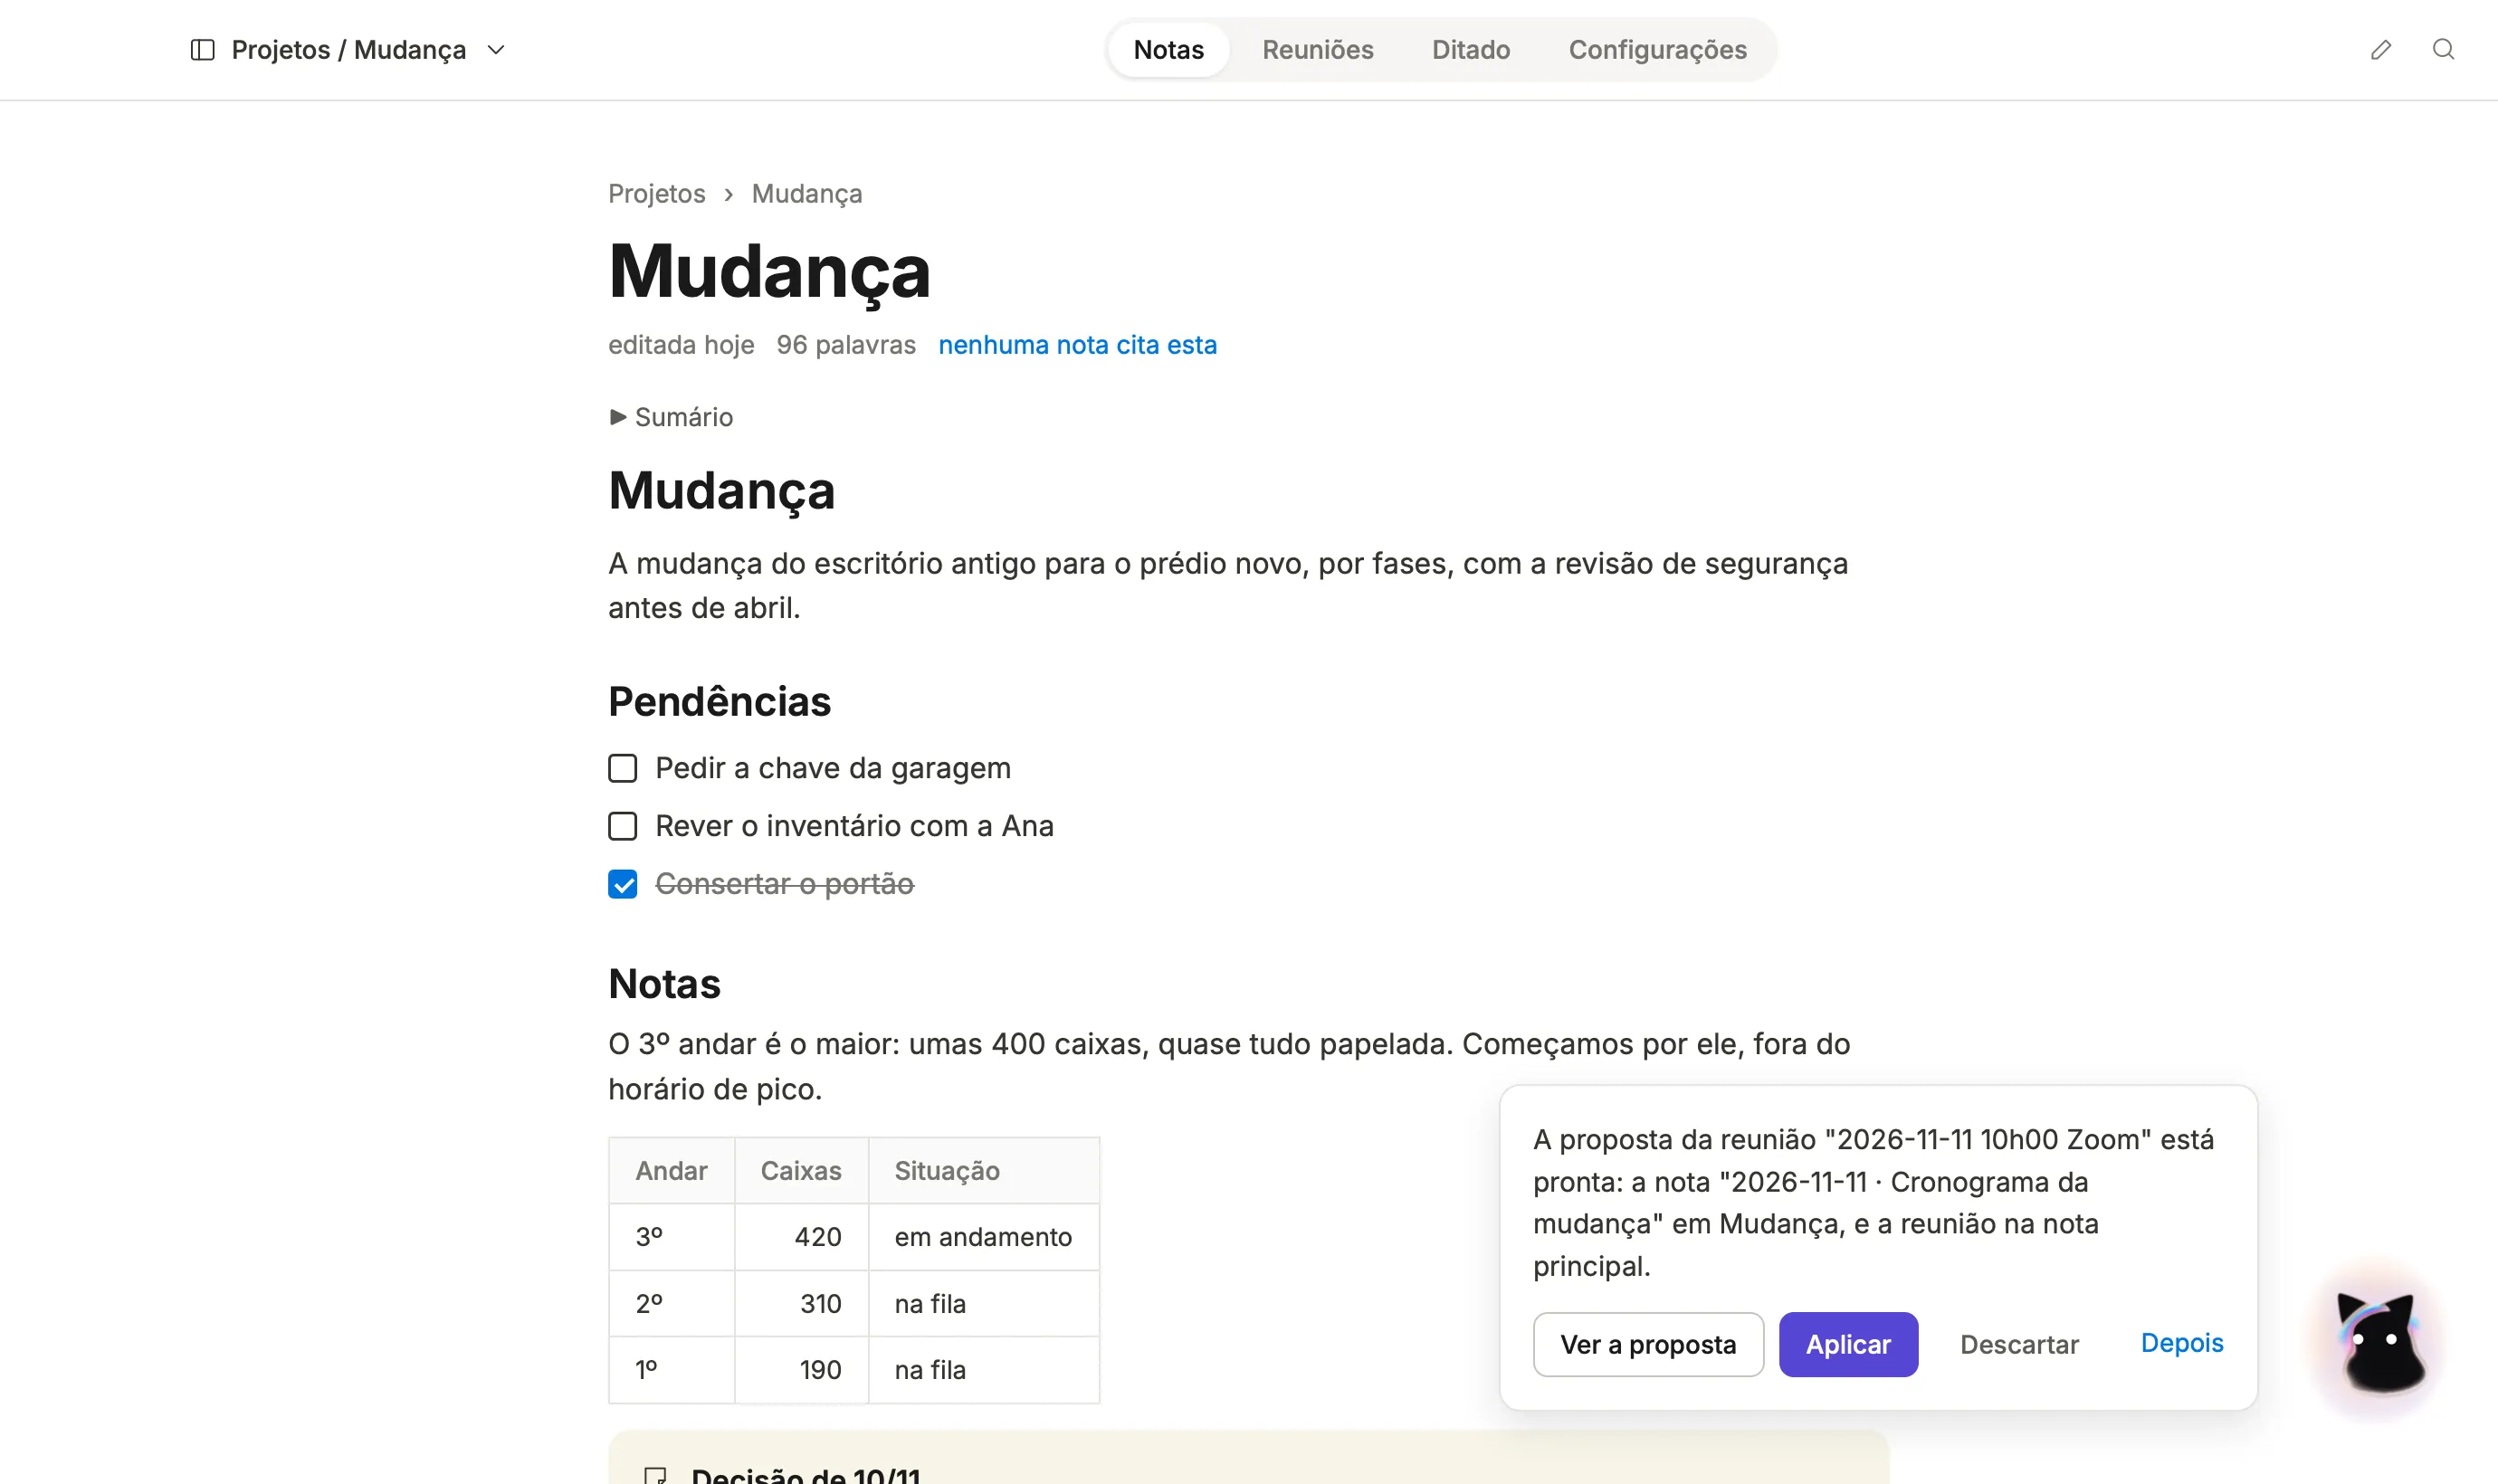 Projetos / Mudança
Notas
Reuniões
Ditado
Configurações
Projetos › Mudança
Mudança
editada hoje 96 palavras nenhuma nota cita esta
Sumário
Mudança
A mudança do escritório antigo para o prédio novo, por fases, com a revisão de segurança
antes de abril.
Pendências
Pedir a chave da garagem
Rever o inventário com a Ana
Consertar o portão
Notas
O 3º andar é o maior: umas 400 caixas, quase tudo papelada. Começamos por ele, fora do
horário de pico.
Andar Caixas Situação
3º 420 em andamento
2º 310 na fila
1º 190 na fila
Decisão de 10/11
A proposta da reunião "2026-11-11 10h00 Zoom" está
pronta: a nota "2026-11-11 · Cronograma da
mudança" em Mudança, e a reunião na nota
principal.
Ver a proposta
Aplicar
Descartar
Depois